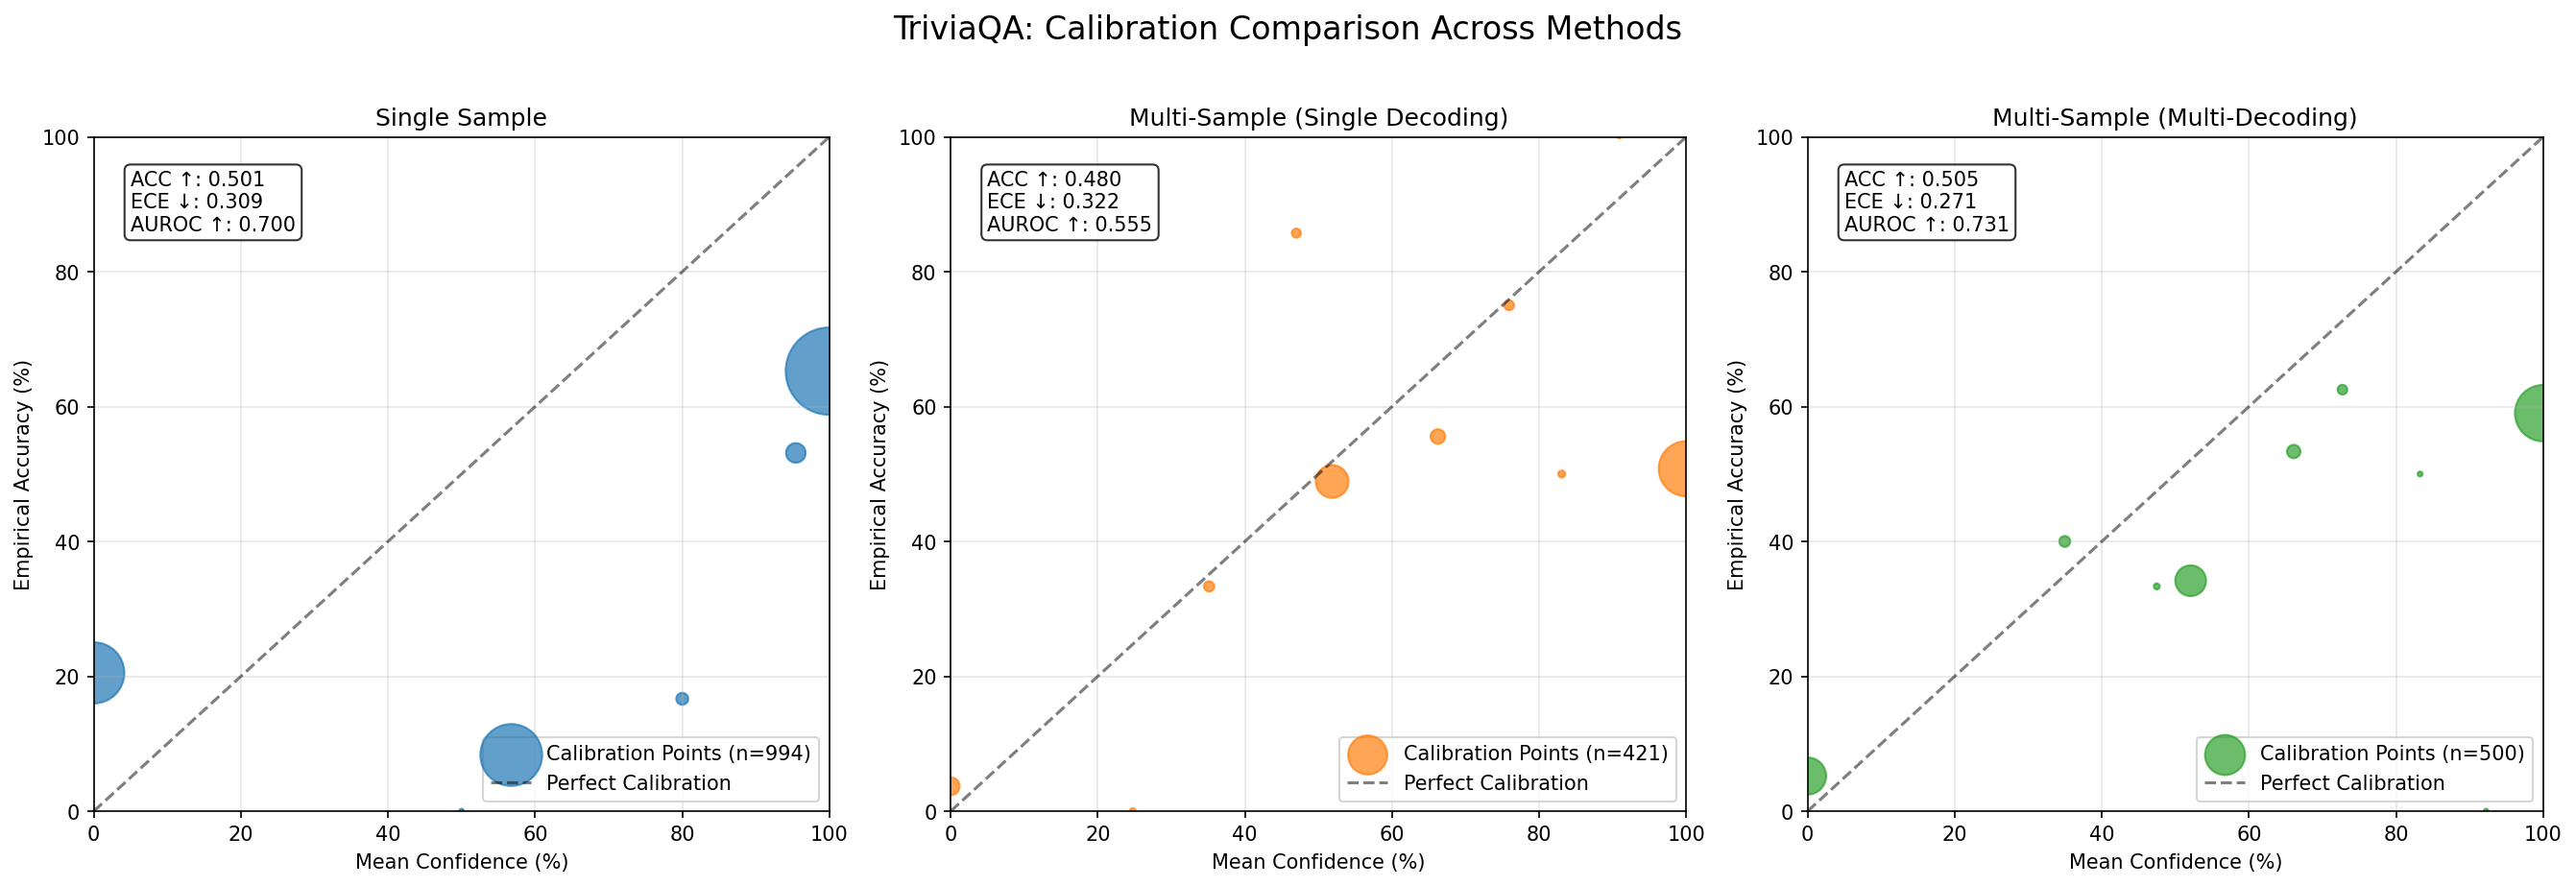 TriviaQA: Calibration Comparison Across Methods
Single Sample
100
80
60
40
20
0
Empirical Accuracy (%)
ACC ↑: 0.501
ECE ↓: 0.309
AUROC ↑: 0.700
Calibration Points (n=994)
Perfect Calibration
0 20 40 60 80 100
Mean Confidence (%)
Multi-Sample (Single Decoding)
100
80
60
40
20
0
Empirical Accuracy (%)
ACC ↑: 0.480
ECE ↓: 0.322
AUROC ↑: 0.555
Calibration Points (n=421)
Perfect Calibration
0 20 40 60 80 100
Mean Confidence (%)
Multi-Sample (Multi-Decoding)
100
80
60
40
20
0
Empirical Accuracy (%)
ACC ↑: 0.505
ECE ↓: 0.271
AUROC ↑: 0.731
Calibration Points (n=500)
Perfect Calibration
0 20 40 60 80 100
Mean Confidence (%)